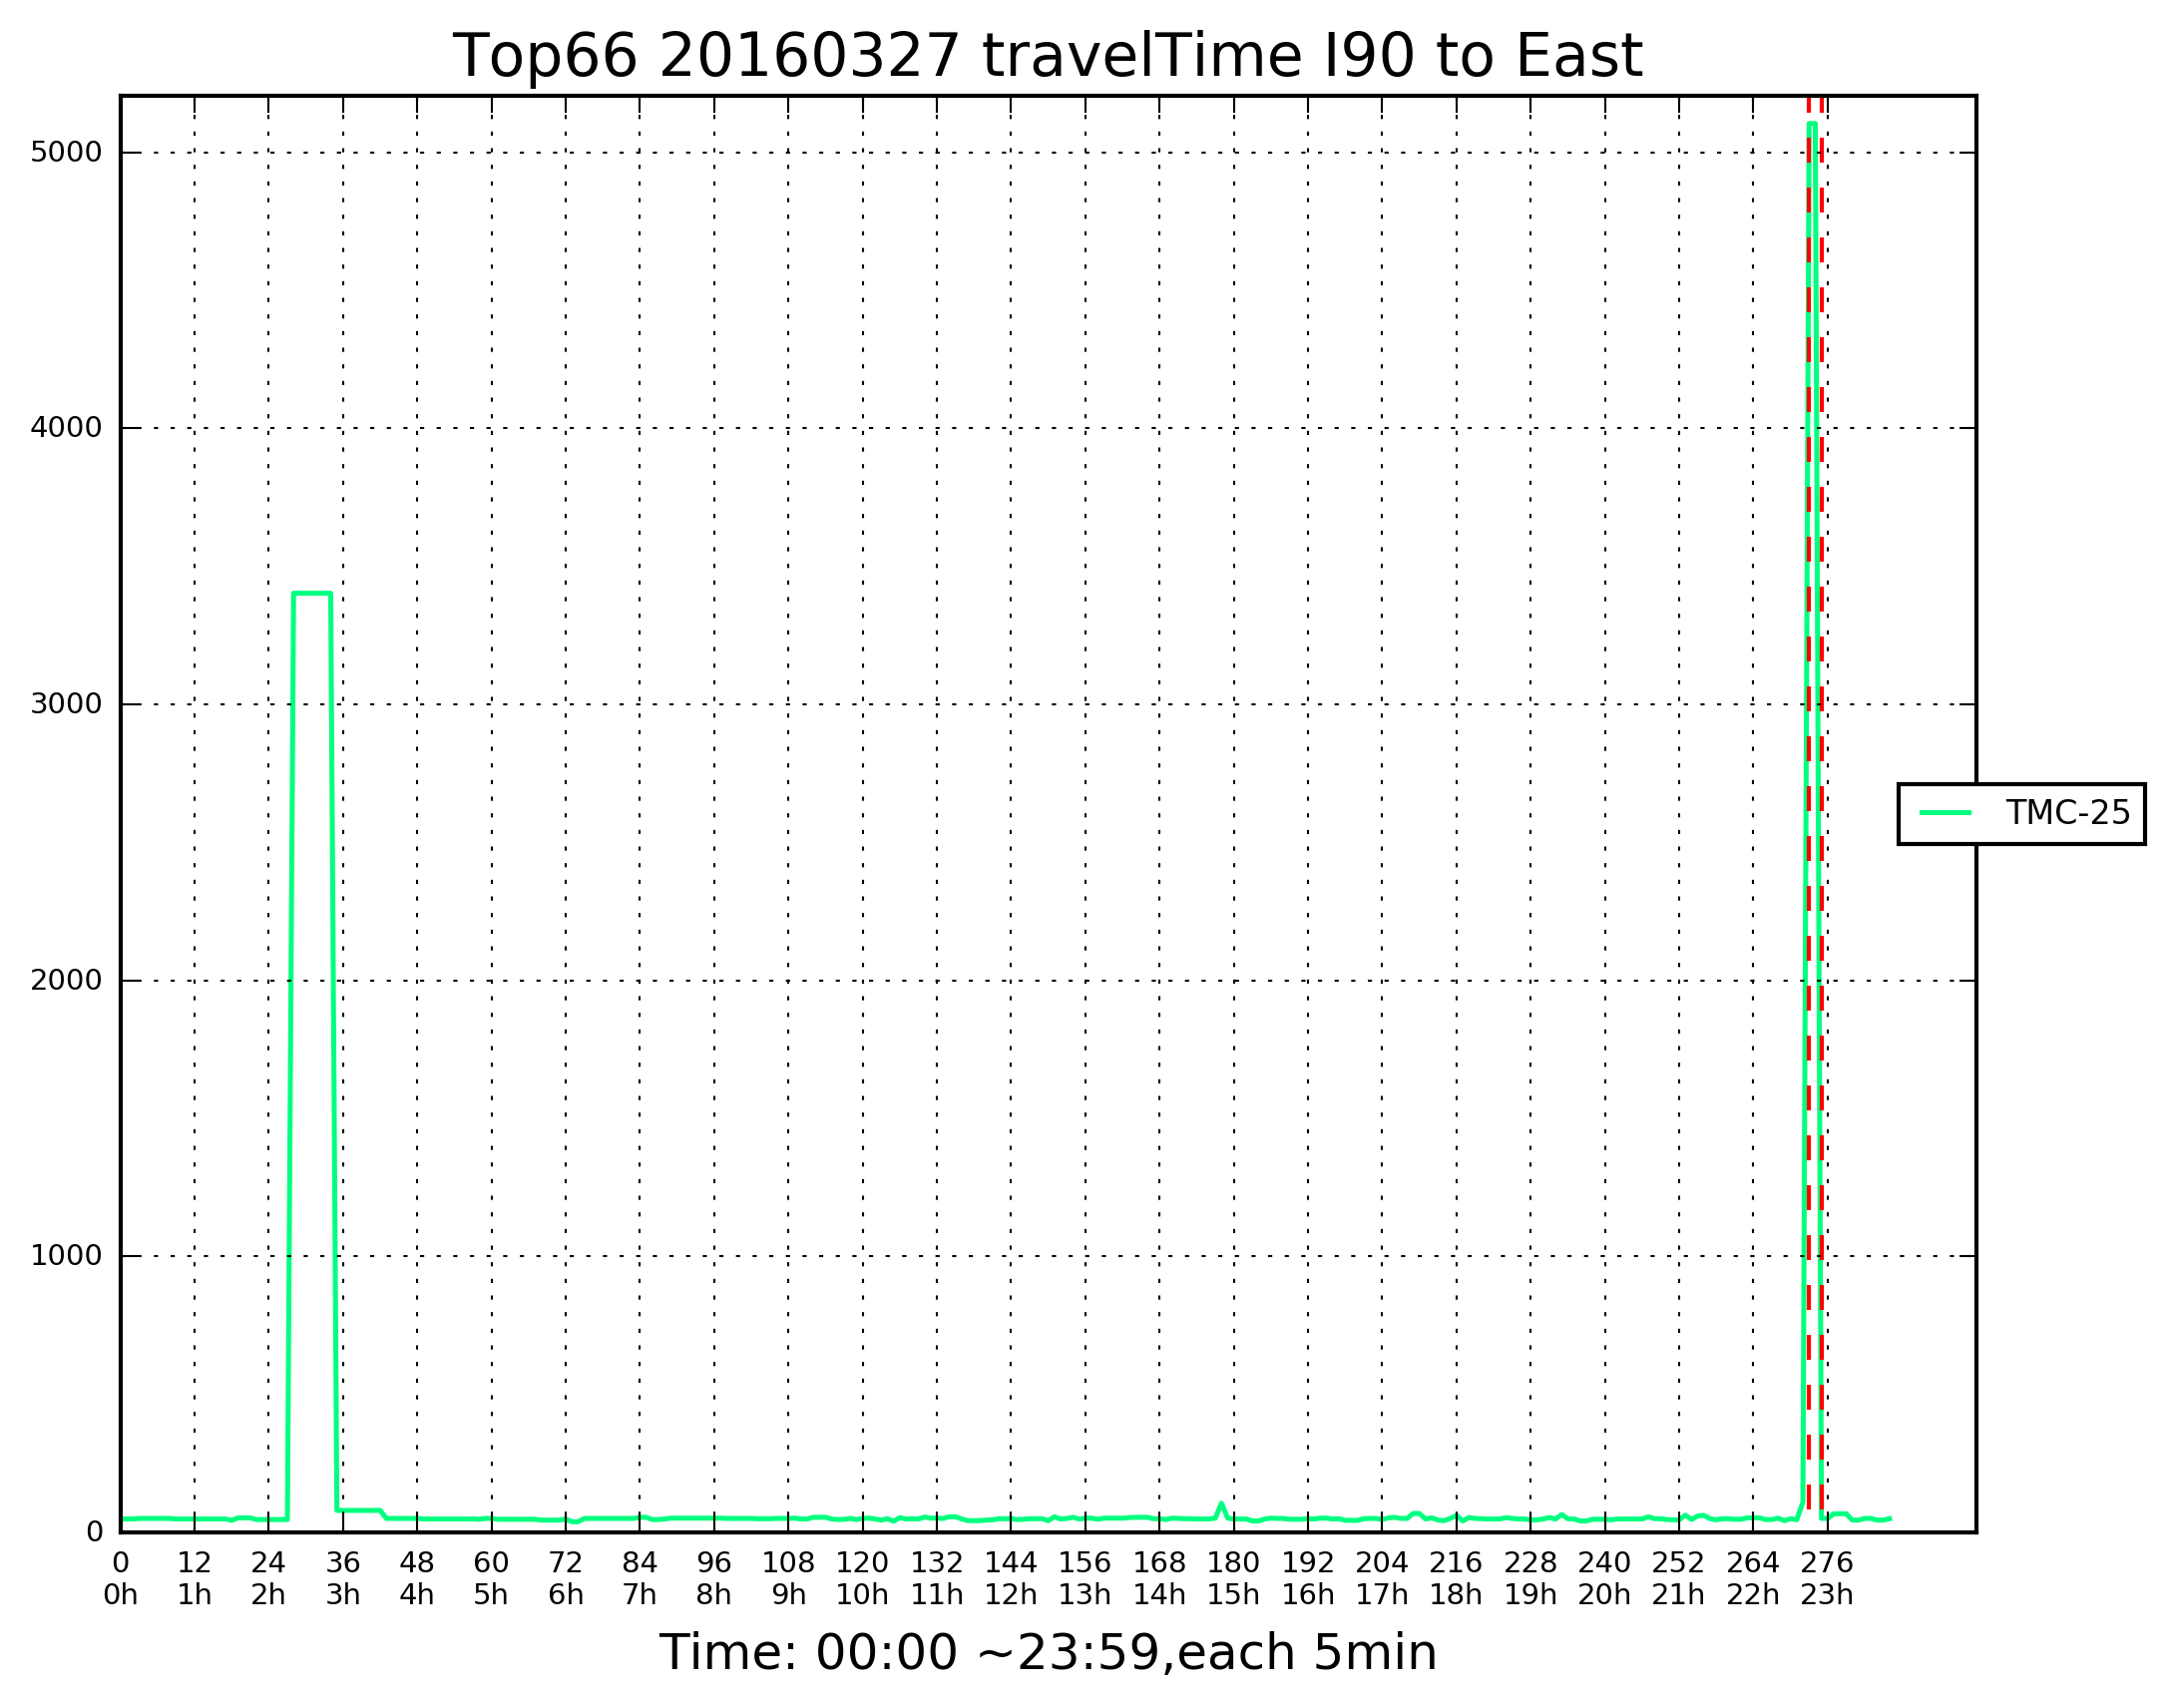 Top66 20160327 travelTime I90 to East
5000
4000
3000
2000
1000
0
TMC-25
0 12 24 36 48 60 72 84 96 108 120 132 144 156 168 180 192 204 216 228 240 252 264 276
0h 1h 2h 3h 4h 5h 6h 7h 8h 9h 10h 11h 12h 13h 14h 15h 16h 17h 18h 19h 20h 21h 22h 23h
Time: 00:00 ~23:59,each 5min